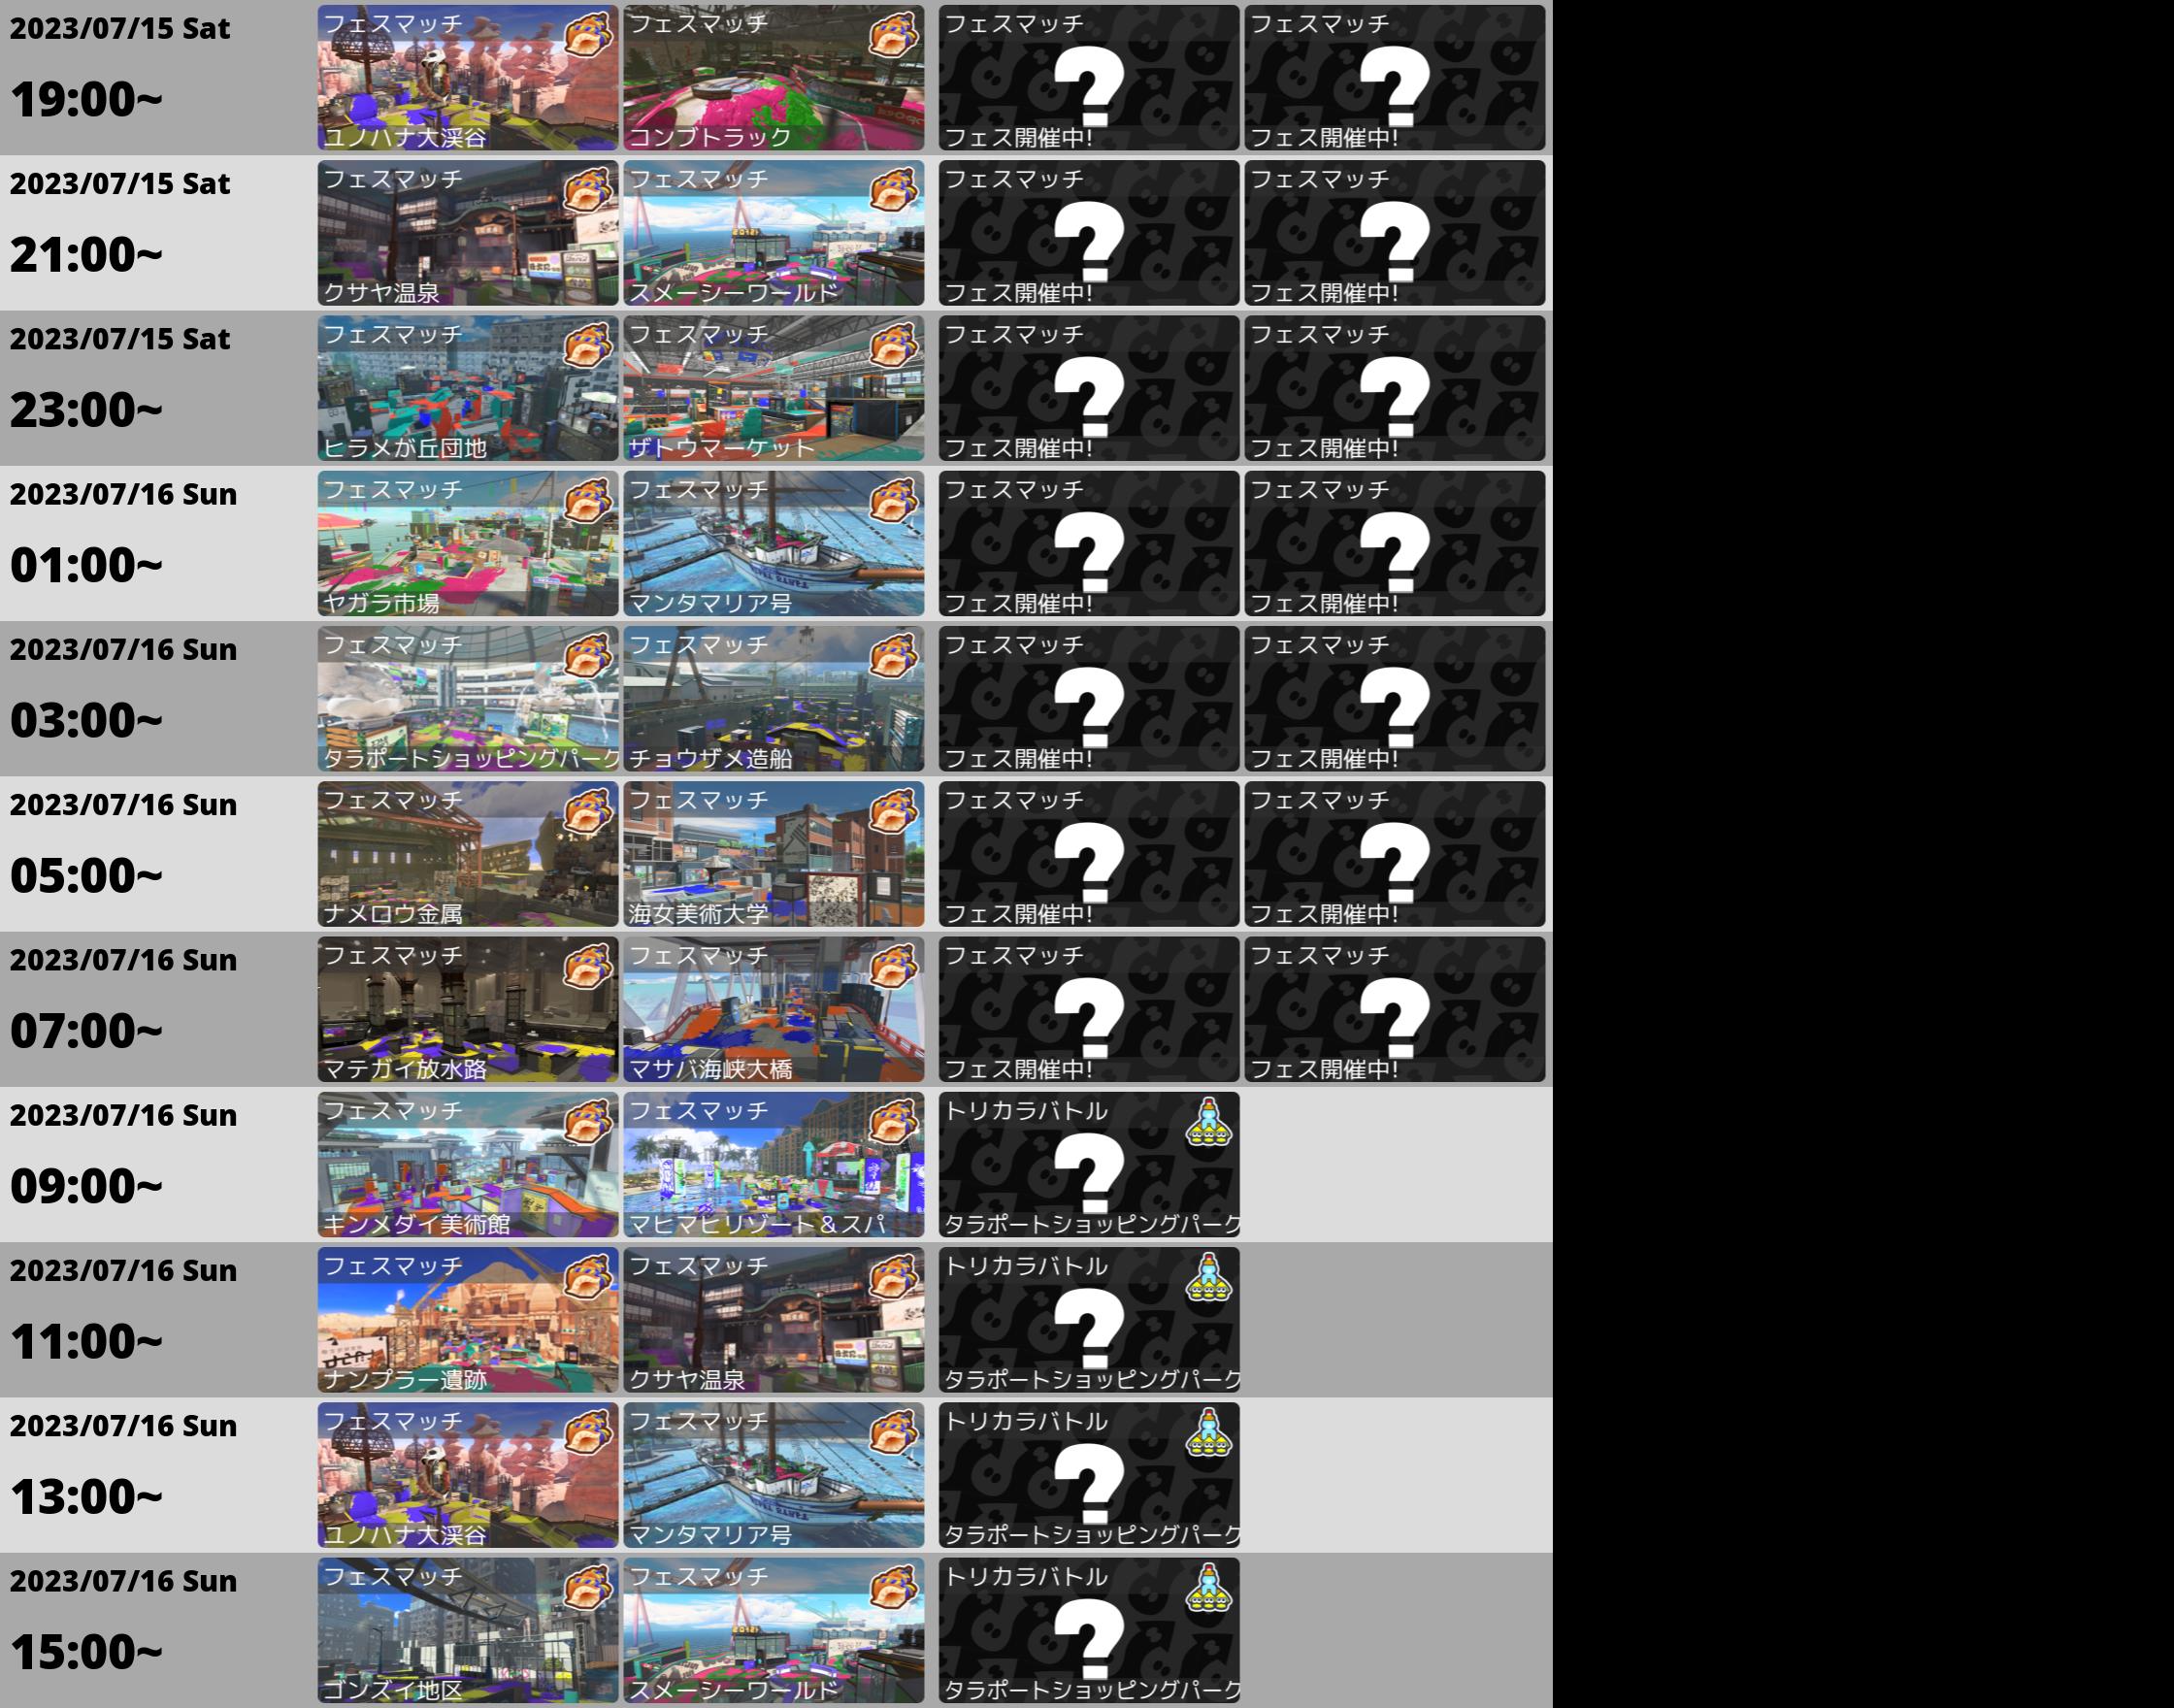 2023/07/15 Sat
19:00~
フェスマッチ
ユノハナ大渓谷
フェスマッチ
コンブトラック
フェスマッチ
フェス開催中!
フェスマッチ
フェス開催中!
2023/07/15 Sat
21:00~
フェスマッチ
クサヤ温泉
フェスマッチ
スメーシーワールド
フェスマッチ
フェス開催中!
フェスマッチ
フェス開催中!
2023/07/15 Sat
23:00~
フェスマッチ
ヒラメが丘団地
フェスマッチ
ザトウマーケット
フェスマッチ
フェス開催中!
フェスマッチ
フェス開催中!
2023/07/16 Sun
01:00~
フェスマッチ
ヤガラ市場
フェスマッチ
マンタマリア号
フェスマッチ
フェス開催中!
フェスマッチ
フェス開催中!
2023/07/16 Sun
03:00~
フェスマッチ
タラポートショッピングパーク
フェスマッチ
チョウザメ造船
フェスマッチ
フェス開催中!
フェスマッチ
フェス開催中!
2023/07/16 Sun
05:00~
フェスマッチ
ナメロウ金属
フェスマッチ
海女美術大学
フェスマッチ
フェス開催中!
フェスマッチ
フェス開催中!
2023/07/16 Sun
07:00~
フェスマッチ
マテガイ放水路
フェスマッチ
マサバ海峡大橋
フェスマッチ
フェス開催中!
フェスマッチ
フェス開催中!
2023/07/16 Sun
09:00~
フェスマッチ
キンメダイ美術館
フェスマッチ
マヒマヒリゾート＆スパ
トリカラバトル
タラポートショッピングパーク
2023/07/16 Sun
11:00~
フェスマッチ
ナンプラー遺跡
フェスマッチ
クサヤ温泉
トリカラバトル
タラポートショッピングパーク
2023/07/16 Sun
13:00~
フェスマッチ
ユノハナ大渓谷
フェスマッチ
マンタマリア号
トリカラバトル
タラポートショッピングパーク
2023/07/16 Sun
15:00~
フェスマッチ
ゴンズイ地区
フェスマッチ
スメーシーワールド
トリカラバトル
タラポートショッピングパーク